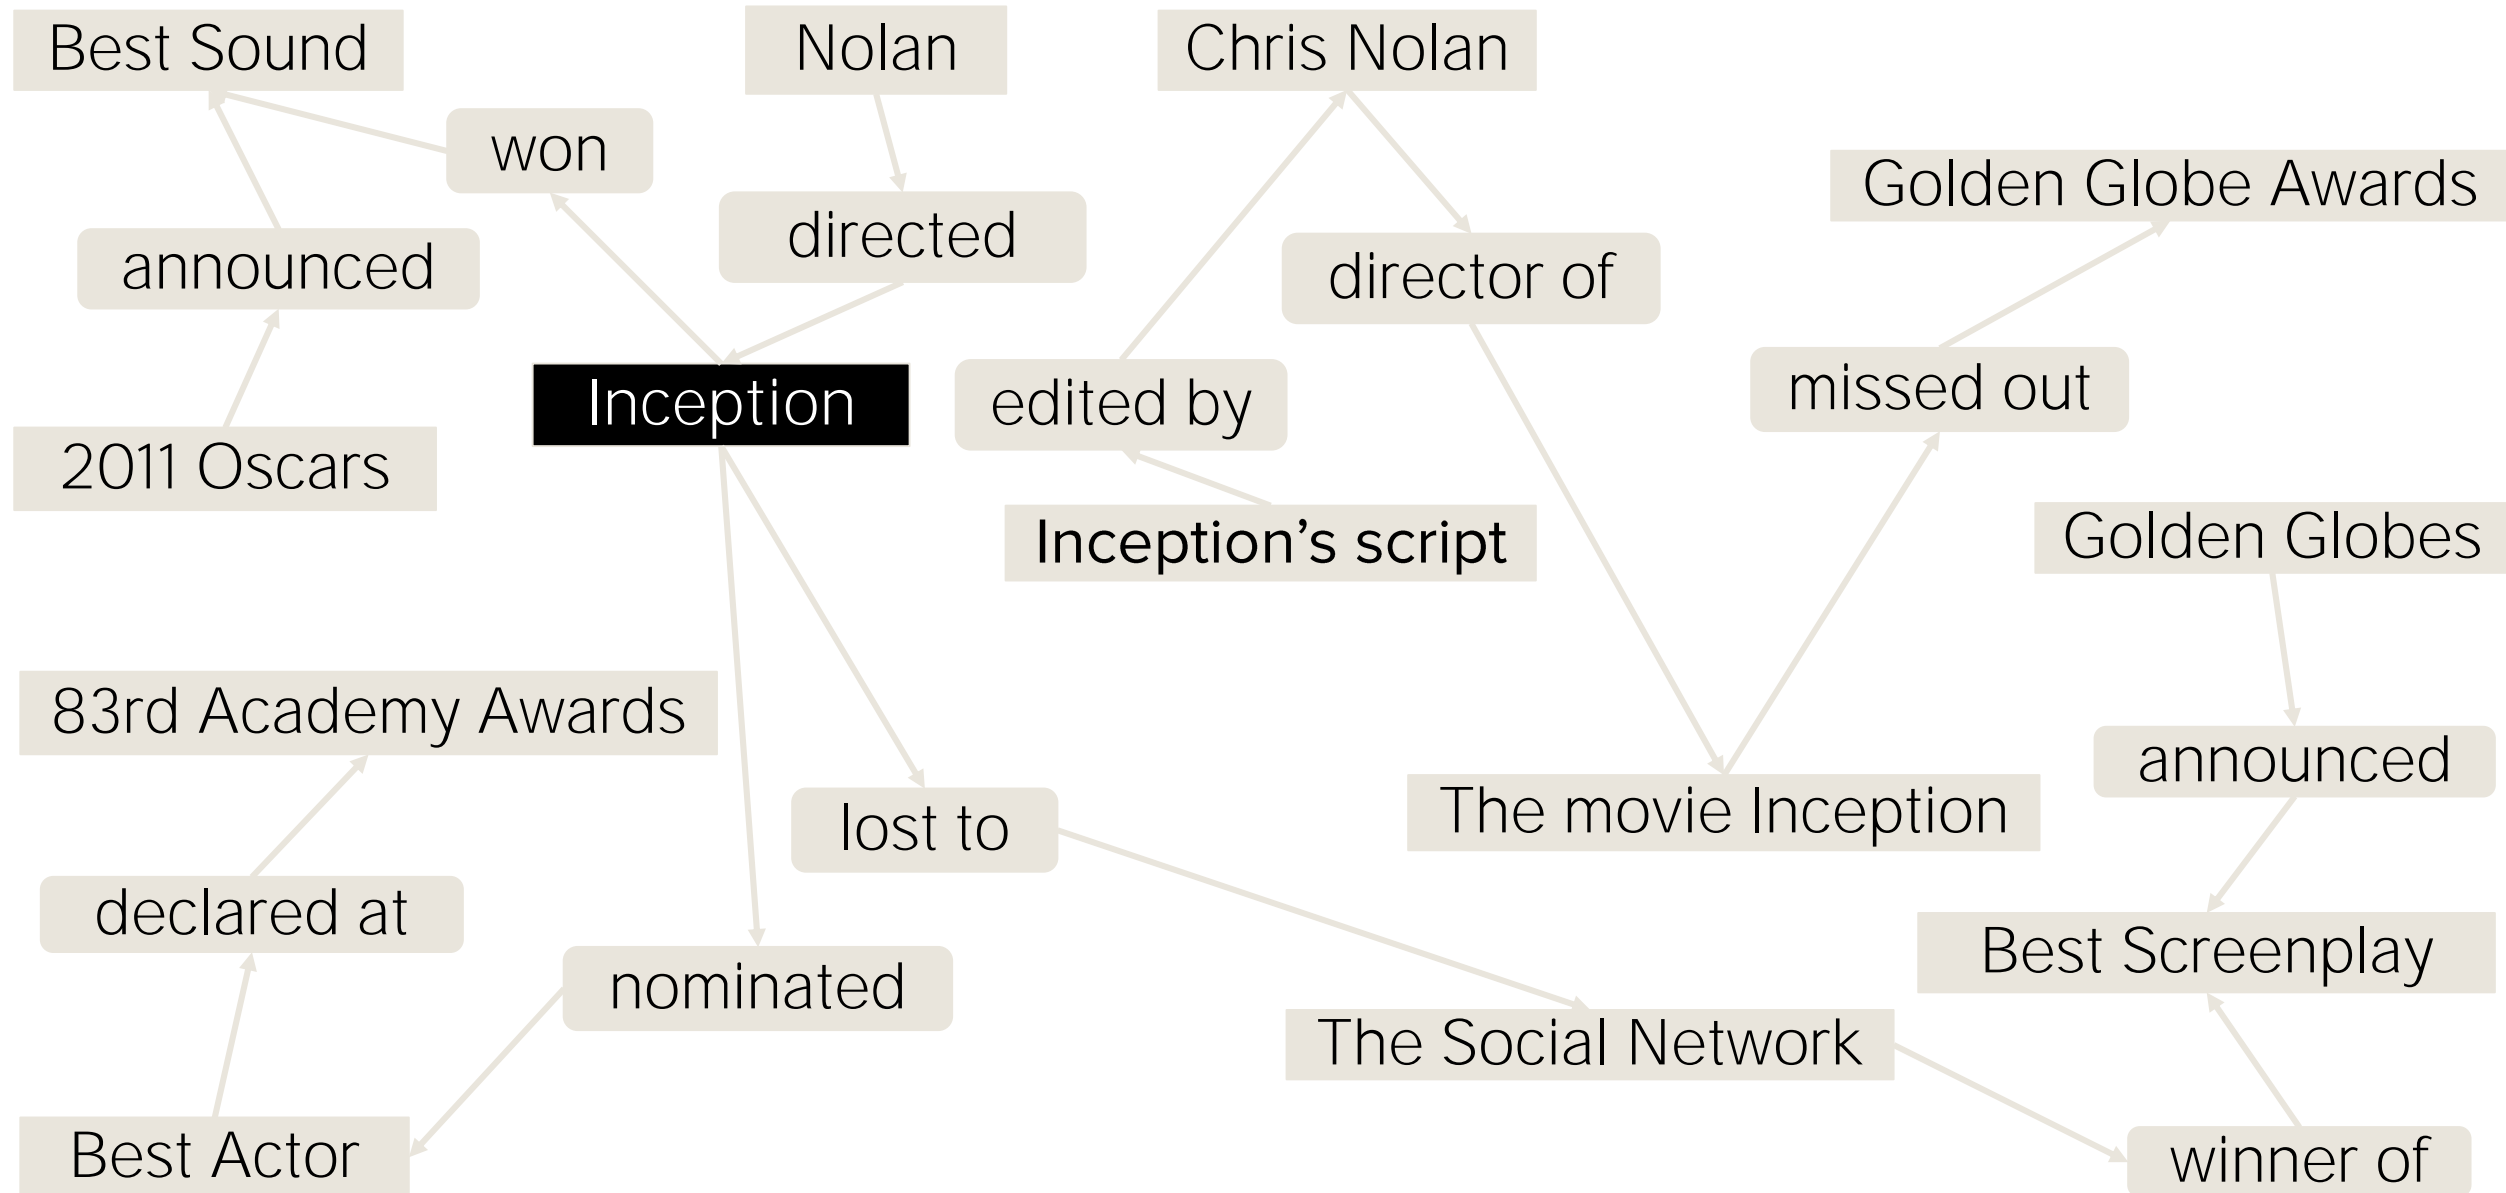 Best Sound
Nolan
Chris Nolan
won
Golden Globe Awards
directed
announced
director of
Inception
edited by
missed out
2011 Oscars
Inception's script
Golden Globes
83rd Academy Awards
announced
lost to
The movie Inception
declared at
Best Screenplay
nominated
The Social Network
Best Actor
winner of